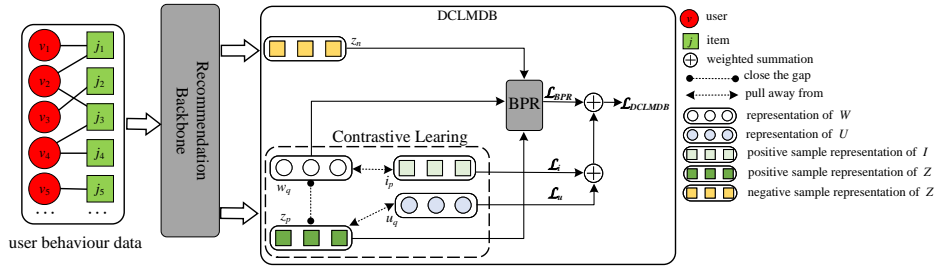 DCLMDB
v1
v2
v3
v4
v5
j1
j2
j3
j4
j5
... ...
user behaviour data
Recommendation
Backbone
zn
BPR
Contrastive Learing
wq
ip
zp
uq
ℒBPR
ℒDCLMDB
ℒi
ℒu
v user
j item
weighted summation
close the gap
pull away from
representation of W
representation of U
positive sample representation of I
positive sample representation of Z
negative sample representation of Z